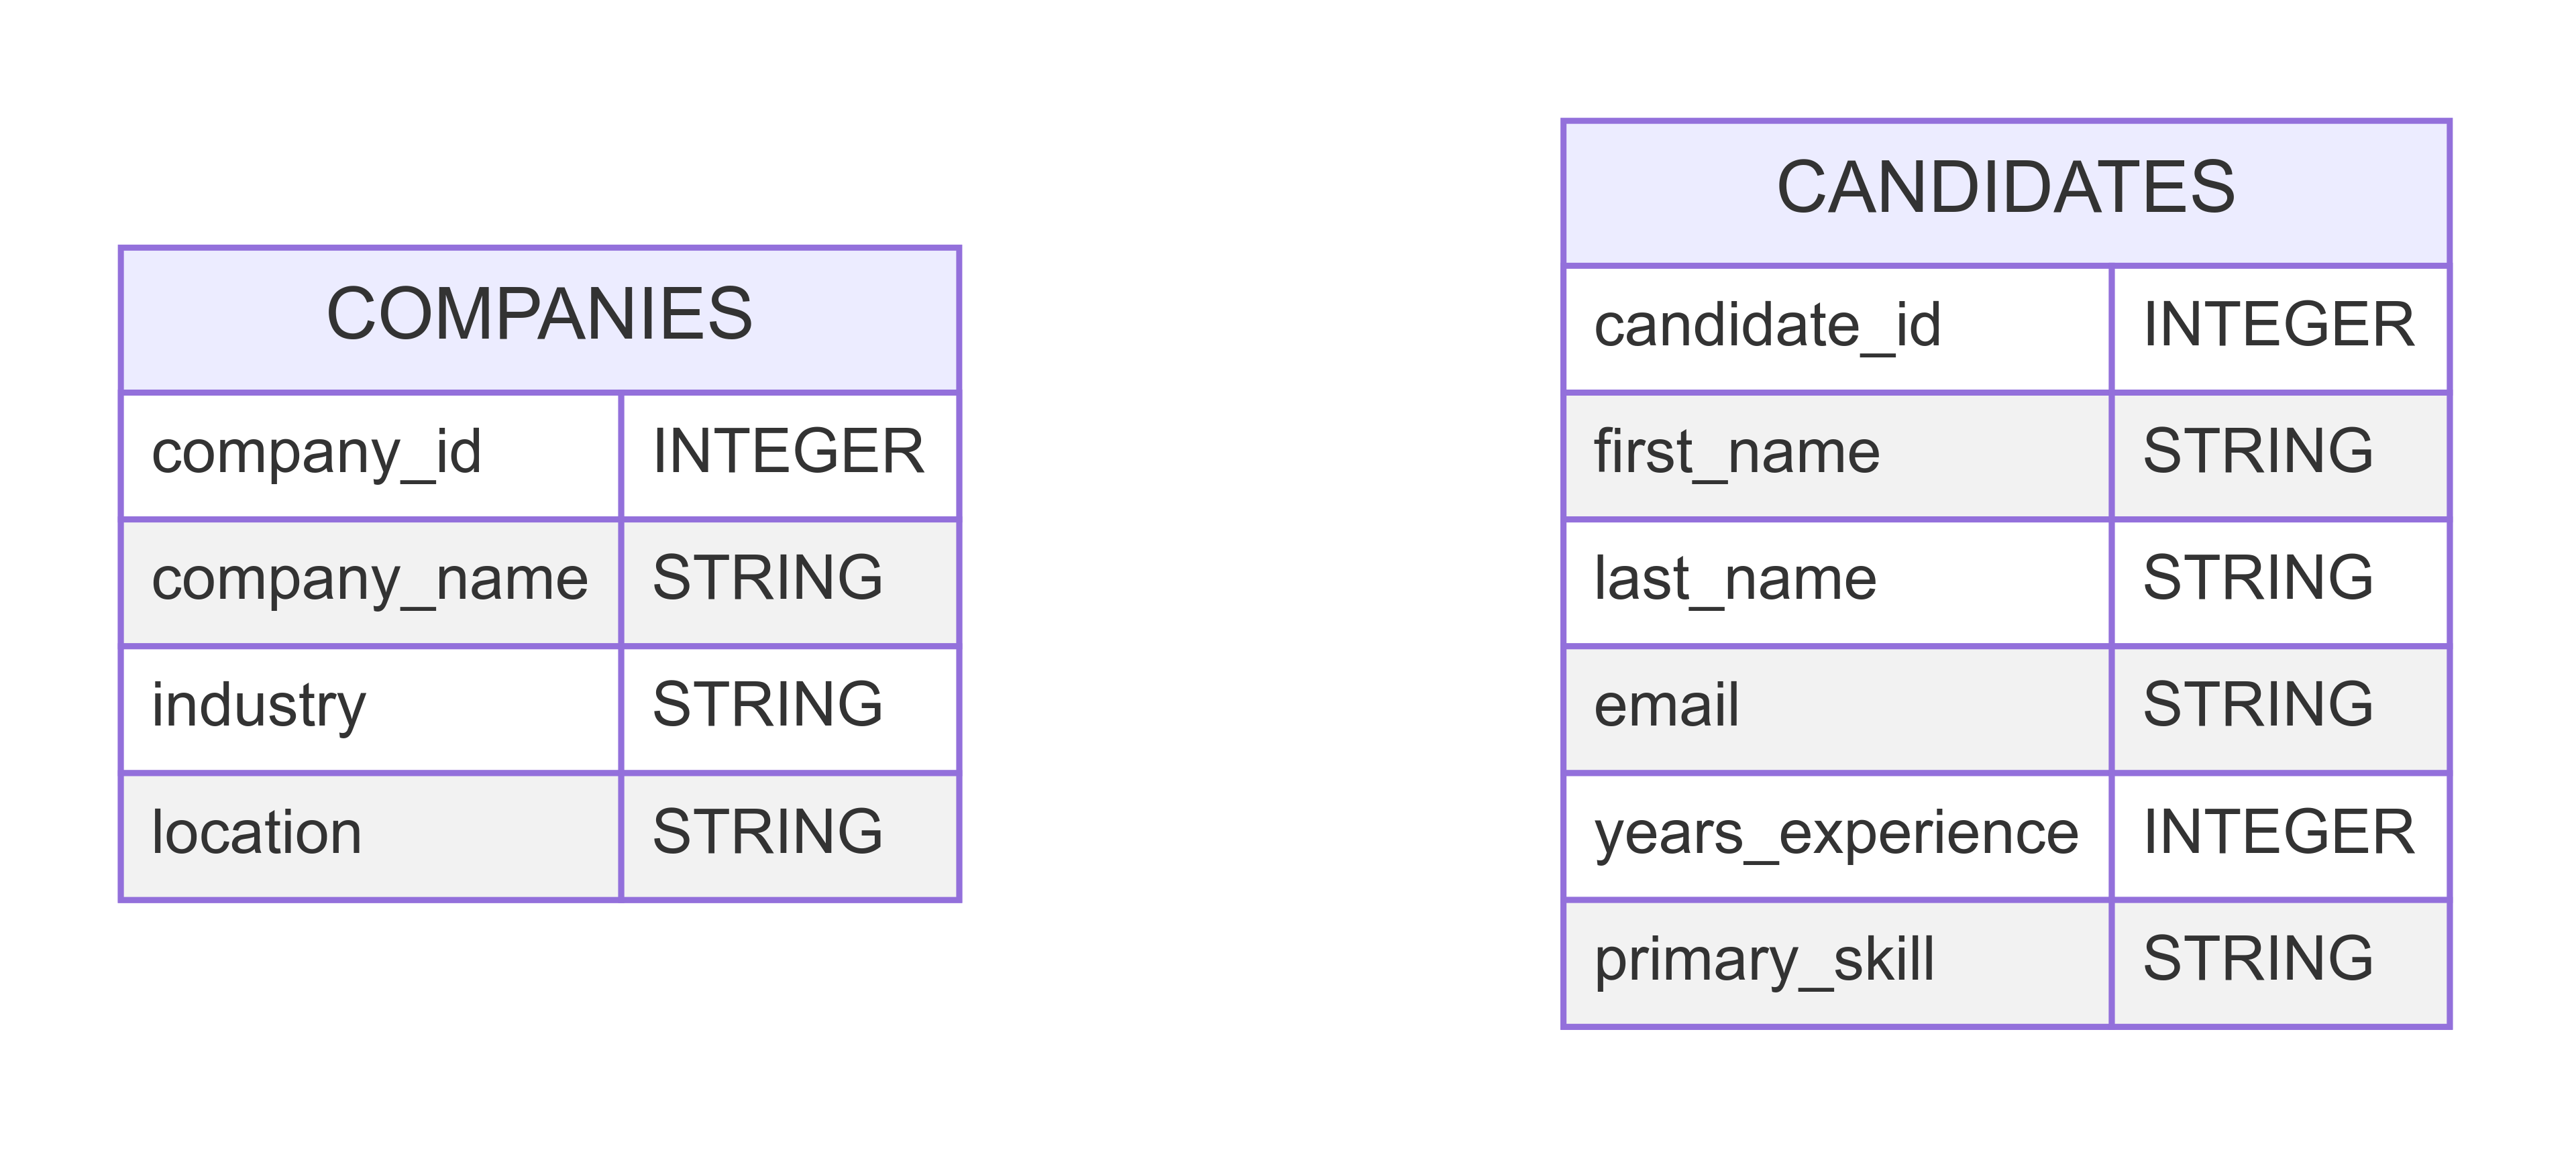 COMPANIES
company_id INTEGER
company_name STRING
industry STRING
location STRING
CANDIDATES
candidate_id INTEGER
first_name STRING
last_name STRING
email STRING
years_experience INTEGER
primary_skill STRING